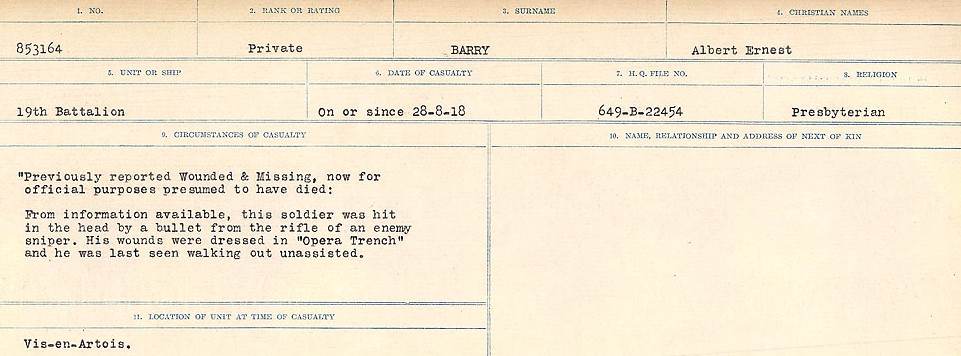 1. NO.
2. RANK OR RATING
3. SURNAME
4. CHRISTIAN NAMES
853164
Private
BARRY
Albert Ernest
5. UNIT OR SHIP
6. DATE OF CASUALTY
7. H. Q. FILE NO.
8. RELIGION
19th Battalion
On or since 28-8-18
649-B-22454
Presbyterian
9. CIRCUMSTANCES OF CASUALTY
"Previously reported Wounded & Missing, now for
official purposes presumed to have died:
From information available, this soldier was hit
in the head by a bullet from the rifle of an enemy
sniper. His wounds were dressed in "Opera Trench"
and he was last seen walking out unassisted.
10. NAME, RELATIONSHIP AND ADDRESS OF NEXT OF KIN
11. LOCATION OF UNIT AT TIME OF CASUALTY
Vis-en-Artois.